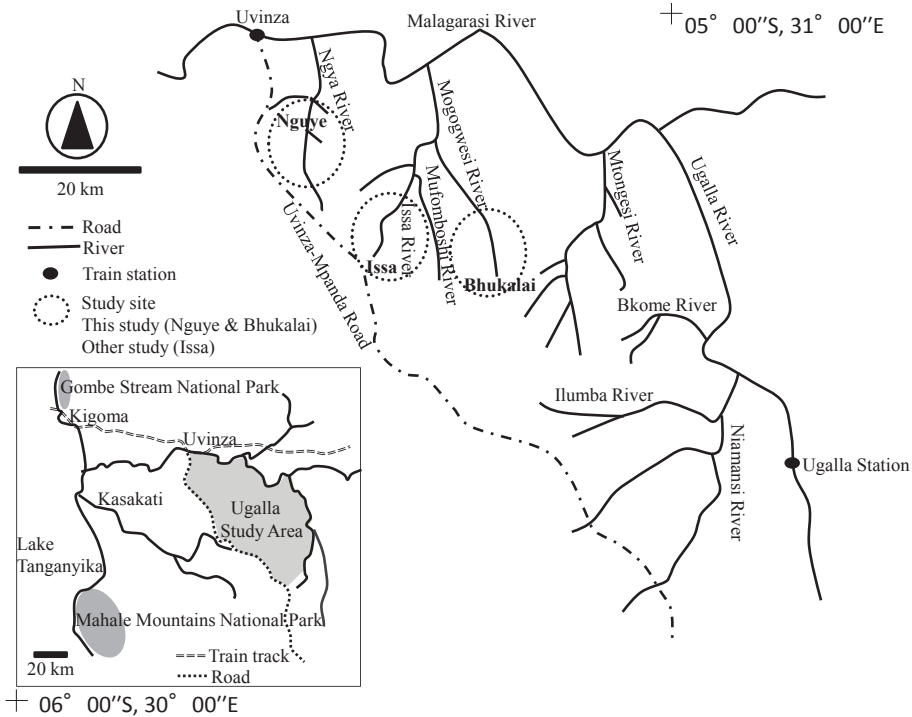 Uvinza
Malagarasi River
05° 00''S, 31° 00''E
Ngya River
N
Nguye
Mogogwesi River
20 km
Mtongesi River
Ugalla River
Mufomboshi River
Issa River
Road
River
Uvinza-Mpanda Road
Issa
Train station
Bhukalai
Study site
This study (Nguye & Bhukalai)
Other study (Issa)
Bkome River
Ilumba River
Niamansi River
Ugalla Station
Gombe Stream National Park
Kigoma
Uvinza
Kasakati
Ugalla
Study Area
Lake
Tanganyika
Mahale Mountains National Park
20 km
Train track
Road
06° 00''S, 30° 00''E